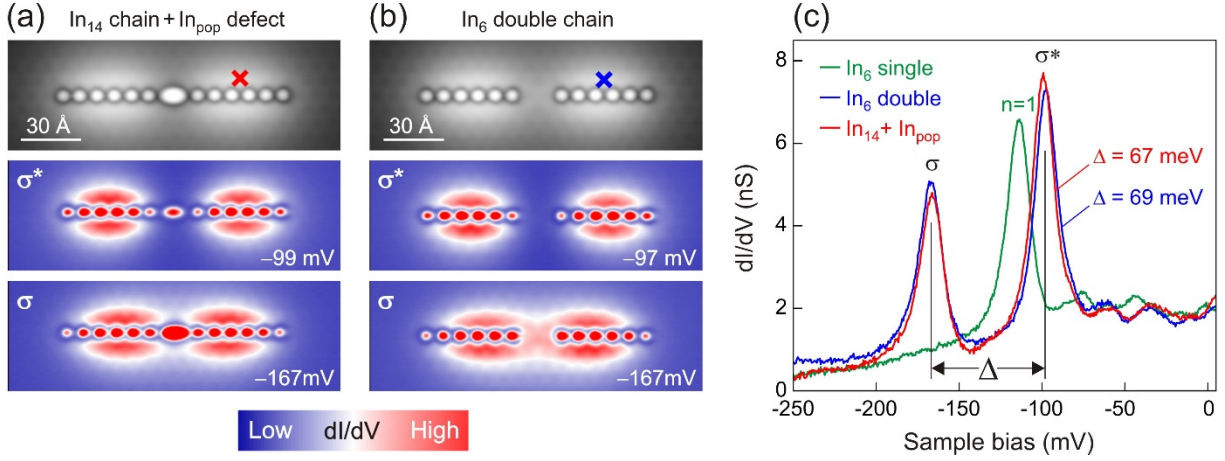 (a) In₁₄ chain + Inₚₒₚ defect
30 Å
σ*
−99 mV
σ
−167mV
(b) In₆ double chain
30 Å
σ*
−97 mV
σ
−167mV
Low dI/dV High
(c)
8
6
4
2
0
dI/dV (nS)
In₆ single
In₆ double
In₁₄+ Inₚₒₚ
n=1
σ*
σ
Δ = 67 meV
Δ = 69 meV
Δ
-250 -200 -150 -100 -50 0
Sample bias (mV)